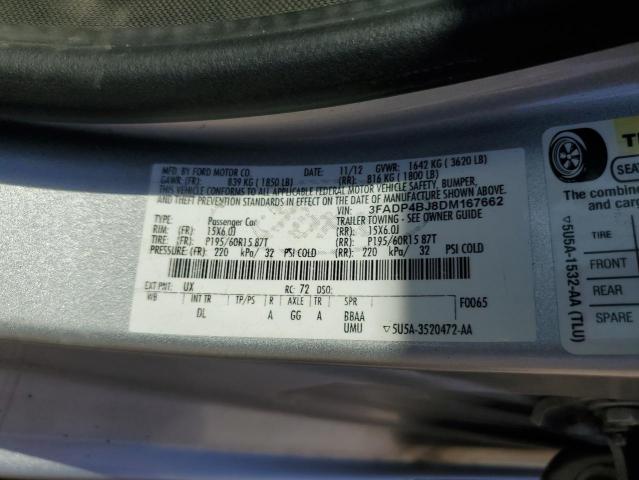 MFD. BY FORD MOTOR CO. 11/12 GVWR: 1642 KG ( 3620 LB)
GAWR: (FR): 839 KG ( 1850 LB) (RR): 816 KG ( 1800 LB)
THIS VEHICLE CONFORMS TO ALL APPLICABLE FEDERAL MOTOR VEHICLE SAFETY, BUMPER,
AND THEFT PREVENTION STANDARDS IN EFFECT ON THE DATE OF MANUFACTURE SHOWN ABOVE.
VIN: 3FADP4BJ8DM167662
TYPE: Passenger Car TRAILER TOWING - SEE OWNER GUIDE
RIM: (FR) 15X6.0J (RR): 15X6.0J
TIRE: (FR) P195/60R15 87T (RR): P195/60R15 87T
PSI COLD: (FR) 220 kPa/ 32 PSI COLD (RR): 220 kPa/ 32 PSI COLD
EXT PNT: UX RC: 72 DSO:
WB INT TR TP/PS R AXLE TR SPR F0065
DL A GG A BBAA
UMU ▽5U5A-3520472-AA
▽5U5A-1532-AA (TLU)
SEAT
The combin
and carg
TIRE
FRONT
REAR
SPARE